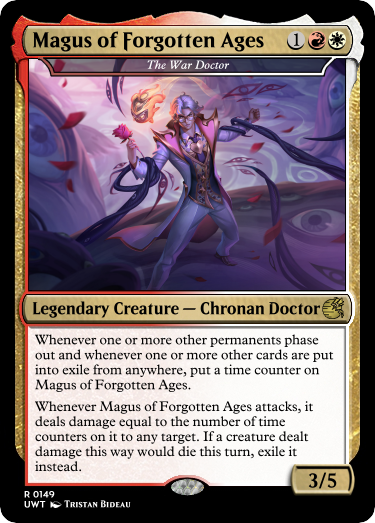 Magus of Forgotten Ages 1
The War Doctor
Legendary Creature — Chronan Doctor
Whenever one or more other permanents phase
out and whenever one or more other cards are put
into exile from anywhere, put a time counter on
Magus of Forgotten Ages.
Whenever Magus of Forgotten Ages attacks, it
deals damage equal to the number of time
counters on it to any target. If a creature dealt
damage this way would die this turn, exile it
instead.
3/5
R 0149
UWT Tristan Bideau